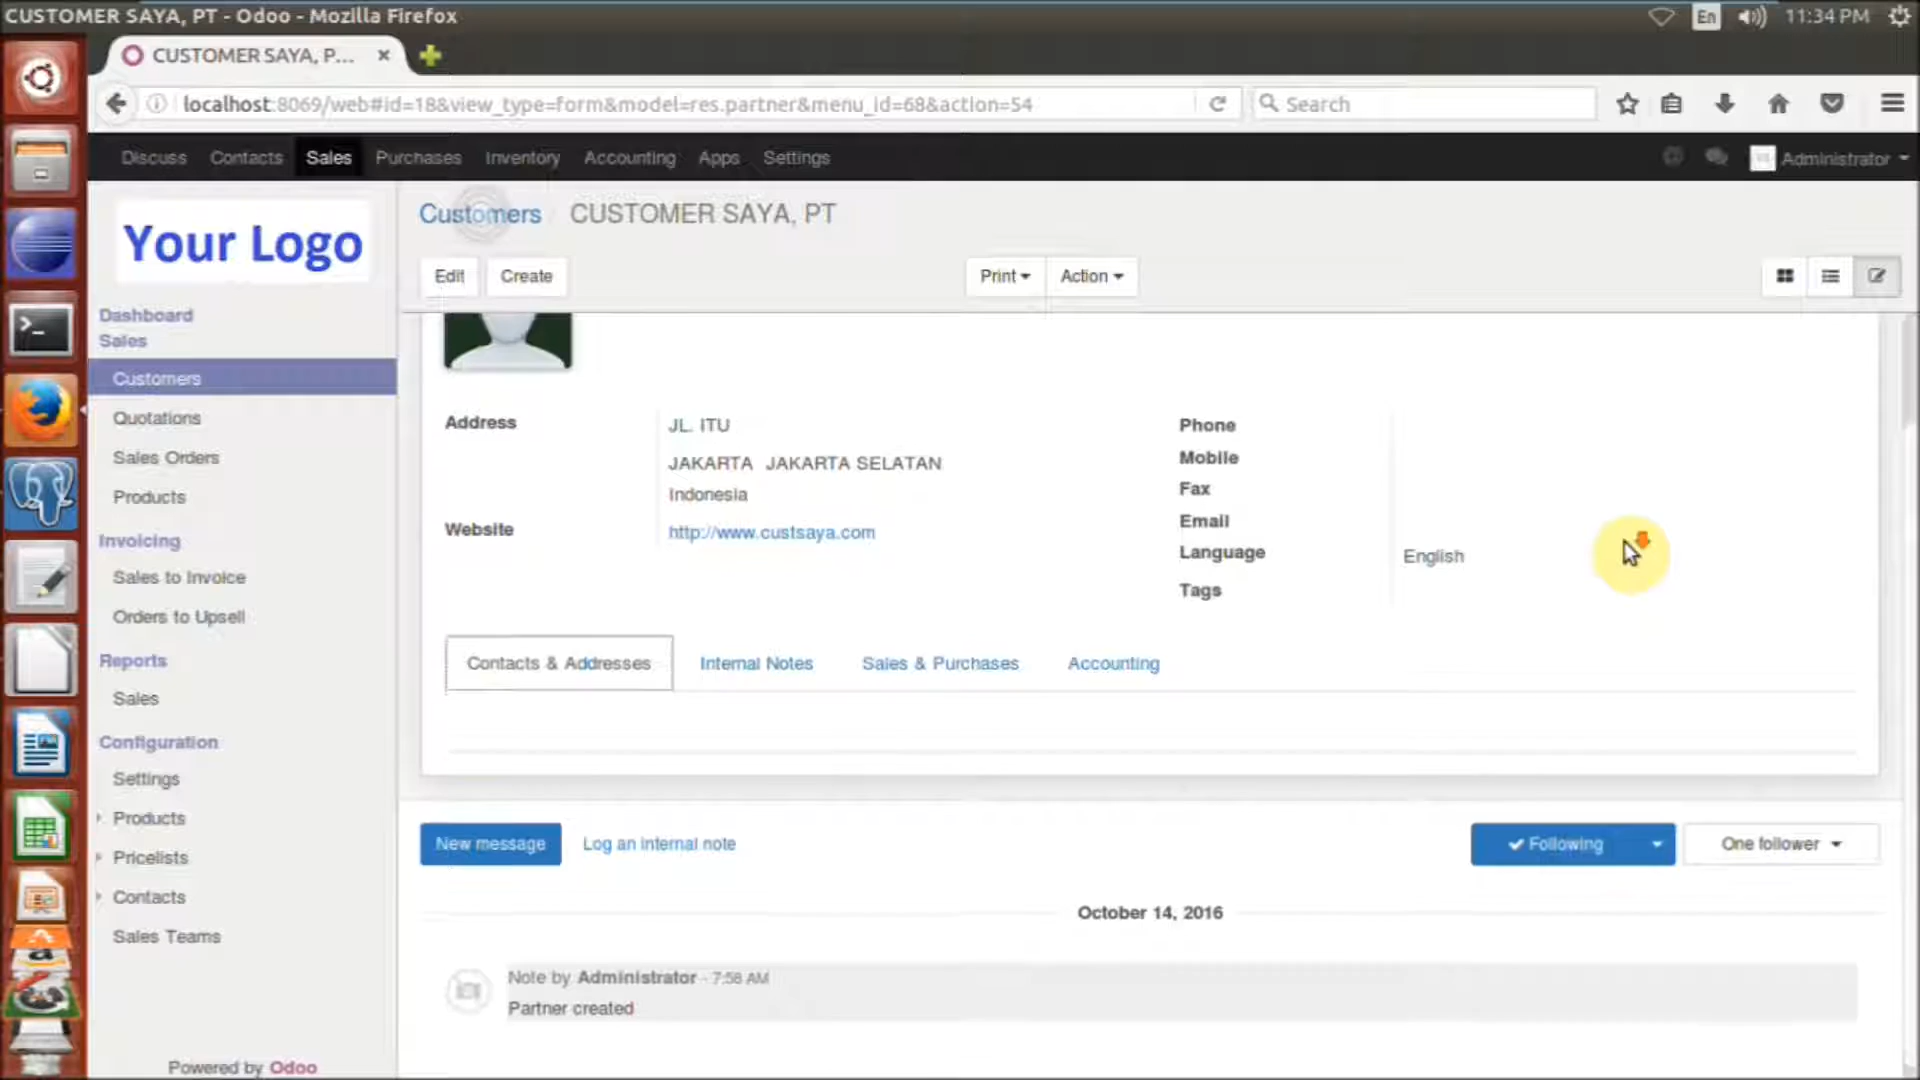 CUSTOMER SAYA, PT - Odoo - Mozilla Firefox
En
11:34 PM
CUSTOMER SAYA, P...
localhost:8069/web#id=18&view_type=form&model=res.partner&menu_id=68&action=54
Search
Discuss Contacts Sales Purchases Inventory Accounting Apps Settings
Administrator
Your Logo
Dashboard
Sales
Customers
Quotations
Sales Orders
Products
Invoicing
Sales to Invoice
Orders to Upsell
Reports
Sales
Configuration
Settings
Products
Pricelists
Contacts
Sales Teams
Powered by Odoo
Customers CUSTOMER SAYA, PT
Edit Create Print Action
Address
JL. ITU
JAKARTA JAKARTA SELATAN
Indonesia
Website
http://www.custsaya.com
Phone
Mobile
Fax
Email
Language English
Tags
Contacts & Addresses Internal Notes Sales & Purchases Accounting
New message Log an internal note Following One follower
October 14, 2016
Note by Administrator - 7:58 AM
Partner created